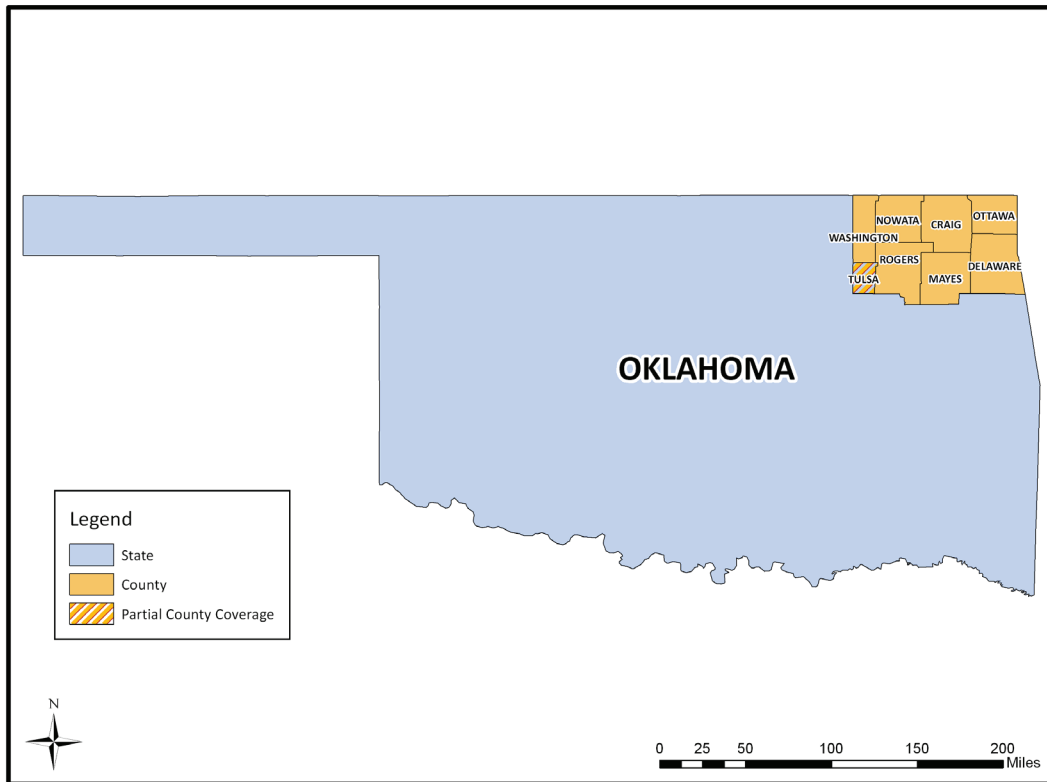 NOWATA
CRAIG
OTTAWA
WASHINGTON
ROGERS
DELAWARE
TULSA
MAYES
OKLAHOMA
Legend
State
County
Partial County Coverage
N
0 25 50 100 150 200
Miles